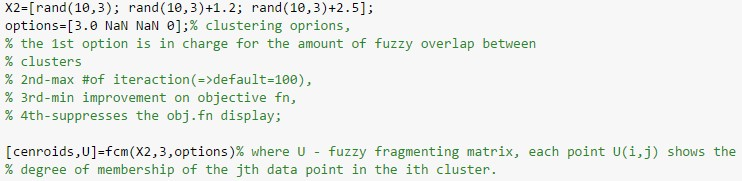 X2=[rand(10,3); rand(10,3)+1.2; rand(10,3)+2.5];
options=[3.0 NaN NaN 0];% clustering oprions,
% the 1st option is in charge for the amount of fuzzy overlap between
% clusters
% 2nd-max #of iteraction(=>default=100),
% 3rd-min improvement on objective fn,
% 4th-suppresses the obj.fn display;
[cenroids,U]=fcm(X2,3,options)% where U - fuzzy fragmenting matrix, each point U(i,j) shows the
% degree of membership of the jth data point in the ith cluster.